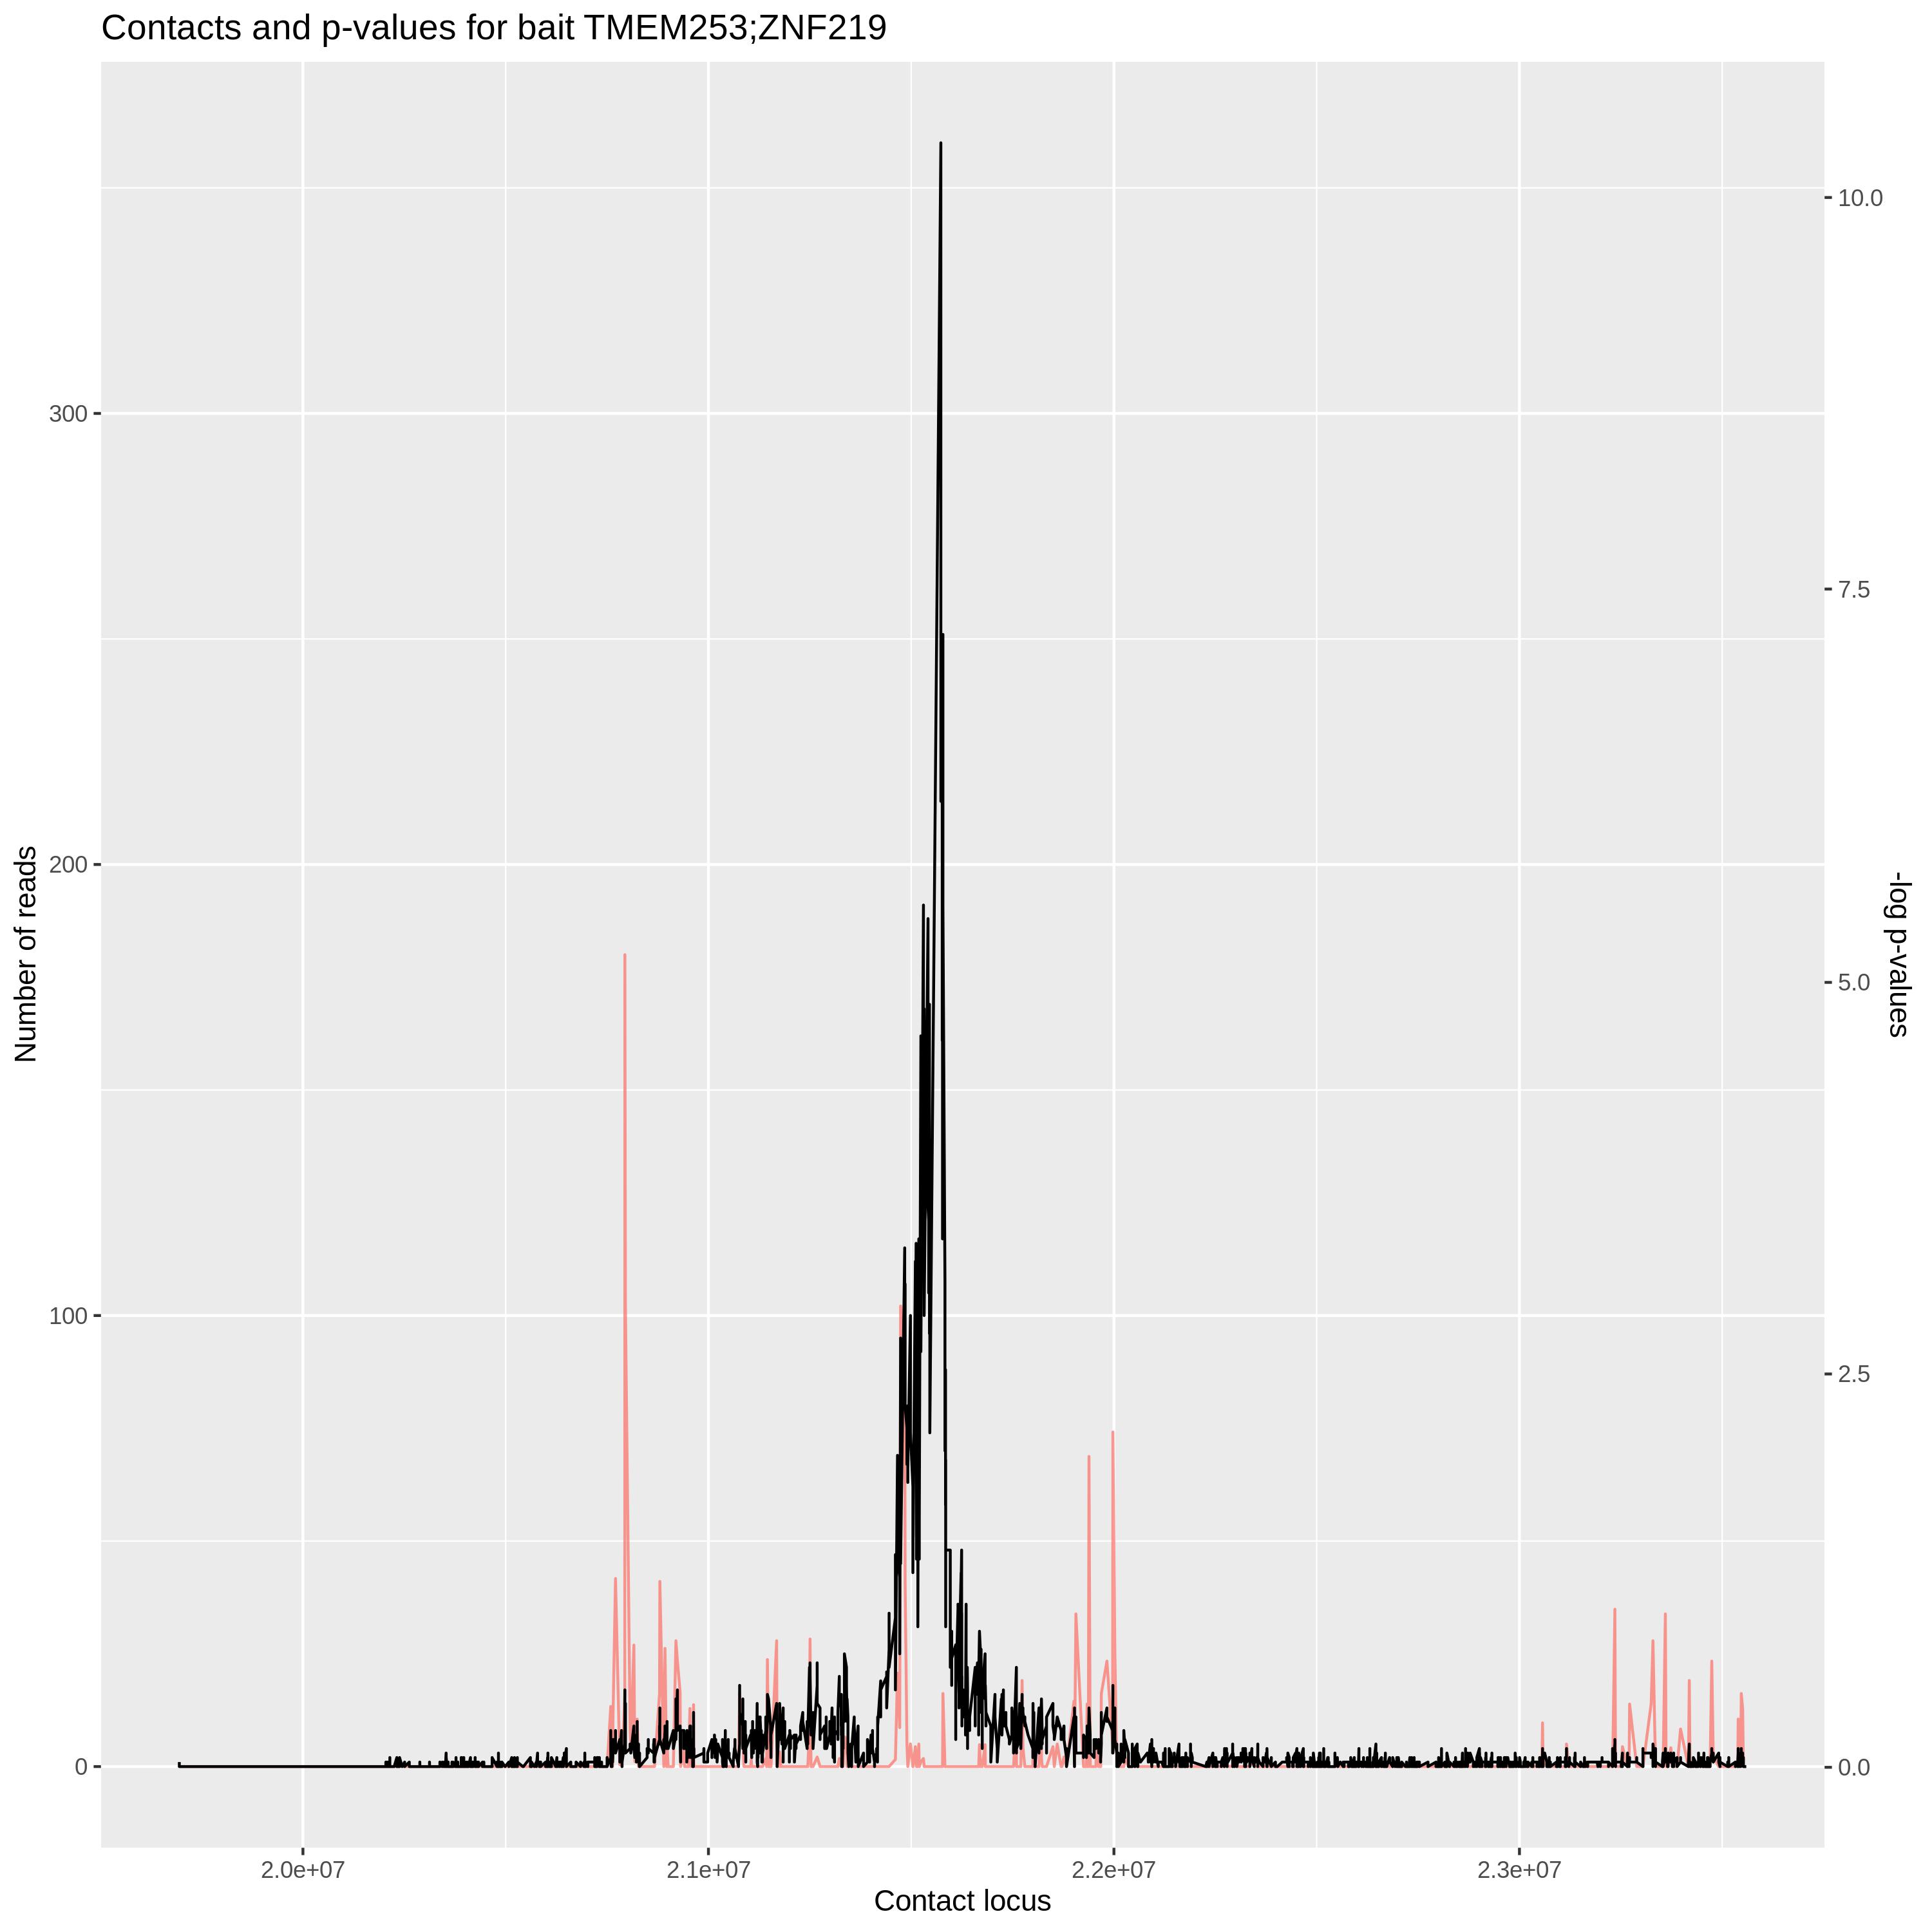 Contacts and p-values for bait TMEM253;ZNF219
Number of reads
300
200
100
0
10.0
7.5
5.0
2.5
0.0
-log p-values
2.0e+07 2.1e+07 2.2e+07 2.3e+07
Contact locus